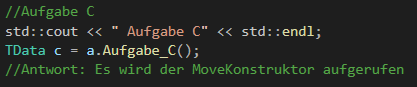 //Aufgabe C
std::cout << " Aufgabe C" << std::endl;
TData c = a.Aufgabe_C();
//Antwort: Es wird der MoveKonstruktor aufgerufen